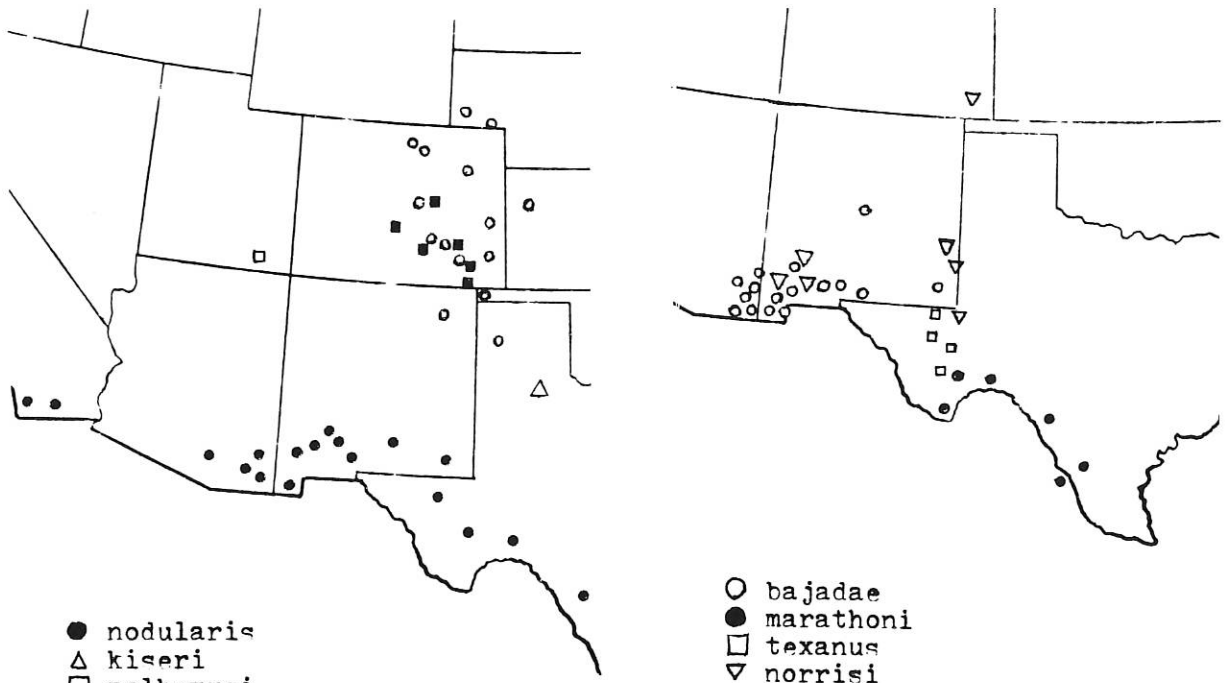 nodularis
kiseri
bajadae
marathoni
texanus
norrisi